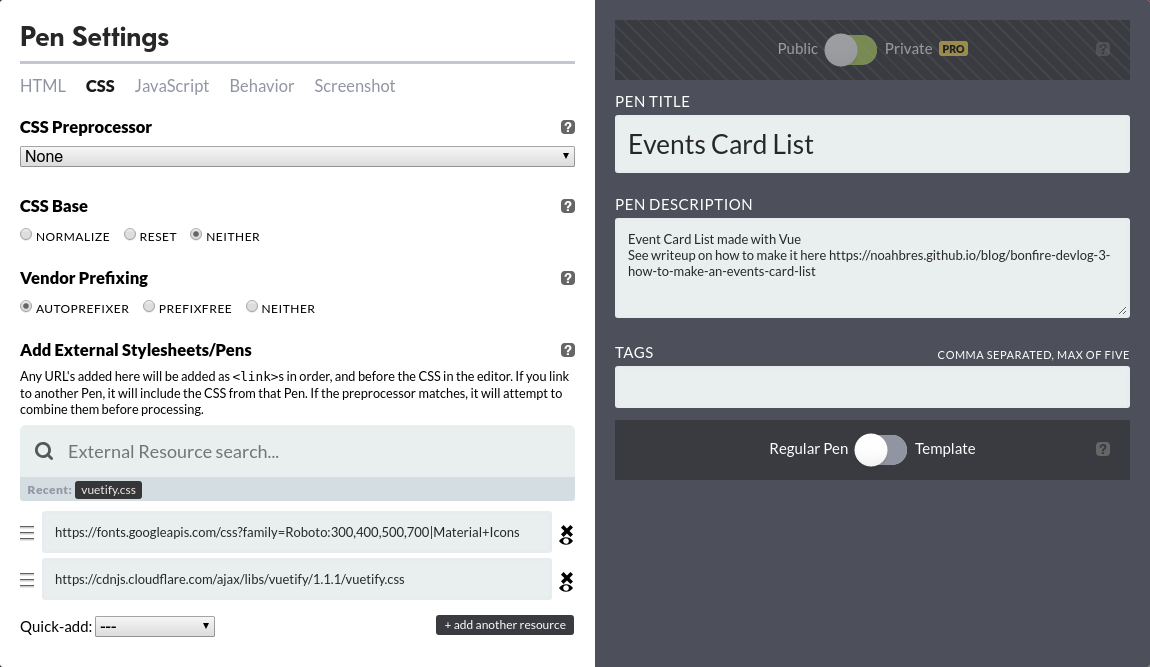 Pen Settings
HTML CSS JavaScript Behavior Screenshot
CSS Preprocessor ?
None
CSS Base ?
NORMALIZE RESET NEITHER
Vendor Prefixing ?
AUTOPREFIXER PREFIXFREE NEITHER
Add External Stylesheets/Pens ?
Any URL's added here will be added as <link>s in order, and before the CSS in the editor. If you link
to another Pen, it will include the CSS from that Pen. If the preprocessor matches, it will attempt to
combine them before processing.
External Resource search...
Recent: vuetify.css
https://fonts.googleapis.com/css?family=Roboto:300,400,500,700|Material+Icons
https://cdnjs.cloudflare.com/ajax/libs/vuetify/1.1.1/vuetify.css
Quick-add: --- + add another resource
Public Private PRO ?
PEN TITLE
Events Card List
PEN DESCRIPTION
Event Card List made with Vue
See writeup on how to make it here https://noahbres.github.io/blog/bonfire-devlog-3-
how-to-make-an-events-card-list
TAGS COMMA SEPARATED, MAX OF FIVE
Regular Pen Template ?